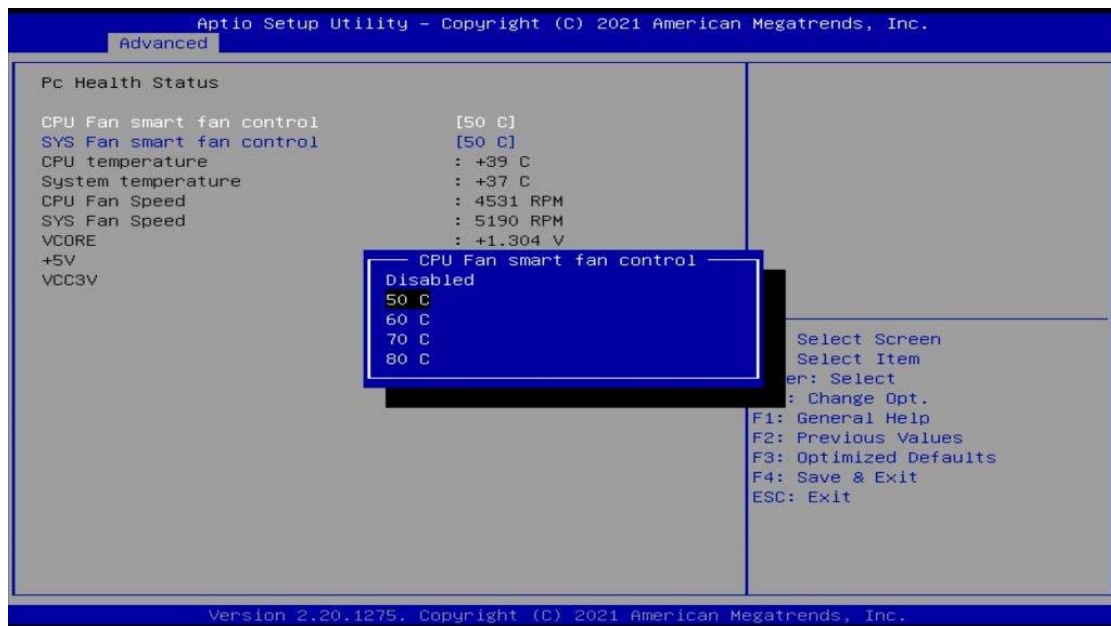 Aptio Setup Utility – Copyright (C) 2021 American Megatrends, Inc.
Advanced
Pc Health Status
CPU Fan smart fan control [50 C]
SYS Fan smart fan control [50 C]
CPU temperature : +39 C
System temperature : +37 C
CPU Fan Speed : 4531 RPM
SYS Fan Speed : 5190 RPM
VCORE : +1.304 V
+5V
VCC3V
CPU Fan smart fan control
Disabled
50 C
60 C
70 C
80 C
Select Screen
Select Item
er: Select
: Change Opt.
F1: General Help
F2: Previous Values
F3: Optimized Defaults
F4: Save & Exit
ESC: Exit
Version 2.20.1275. Copyright (C) 2021 American Megatrends, Inc.